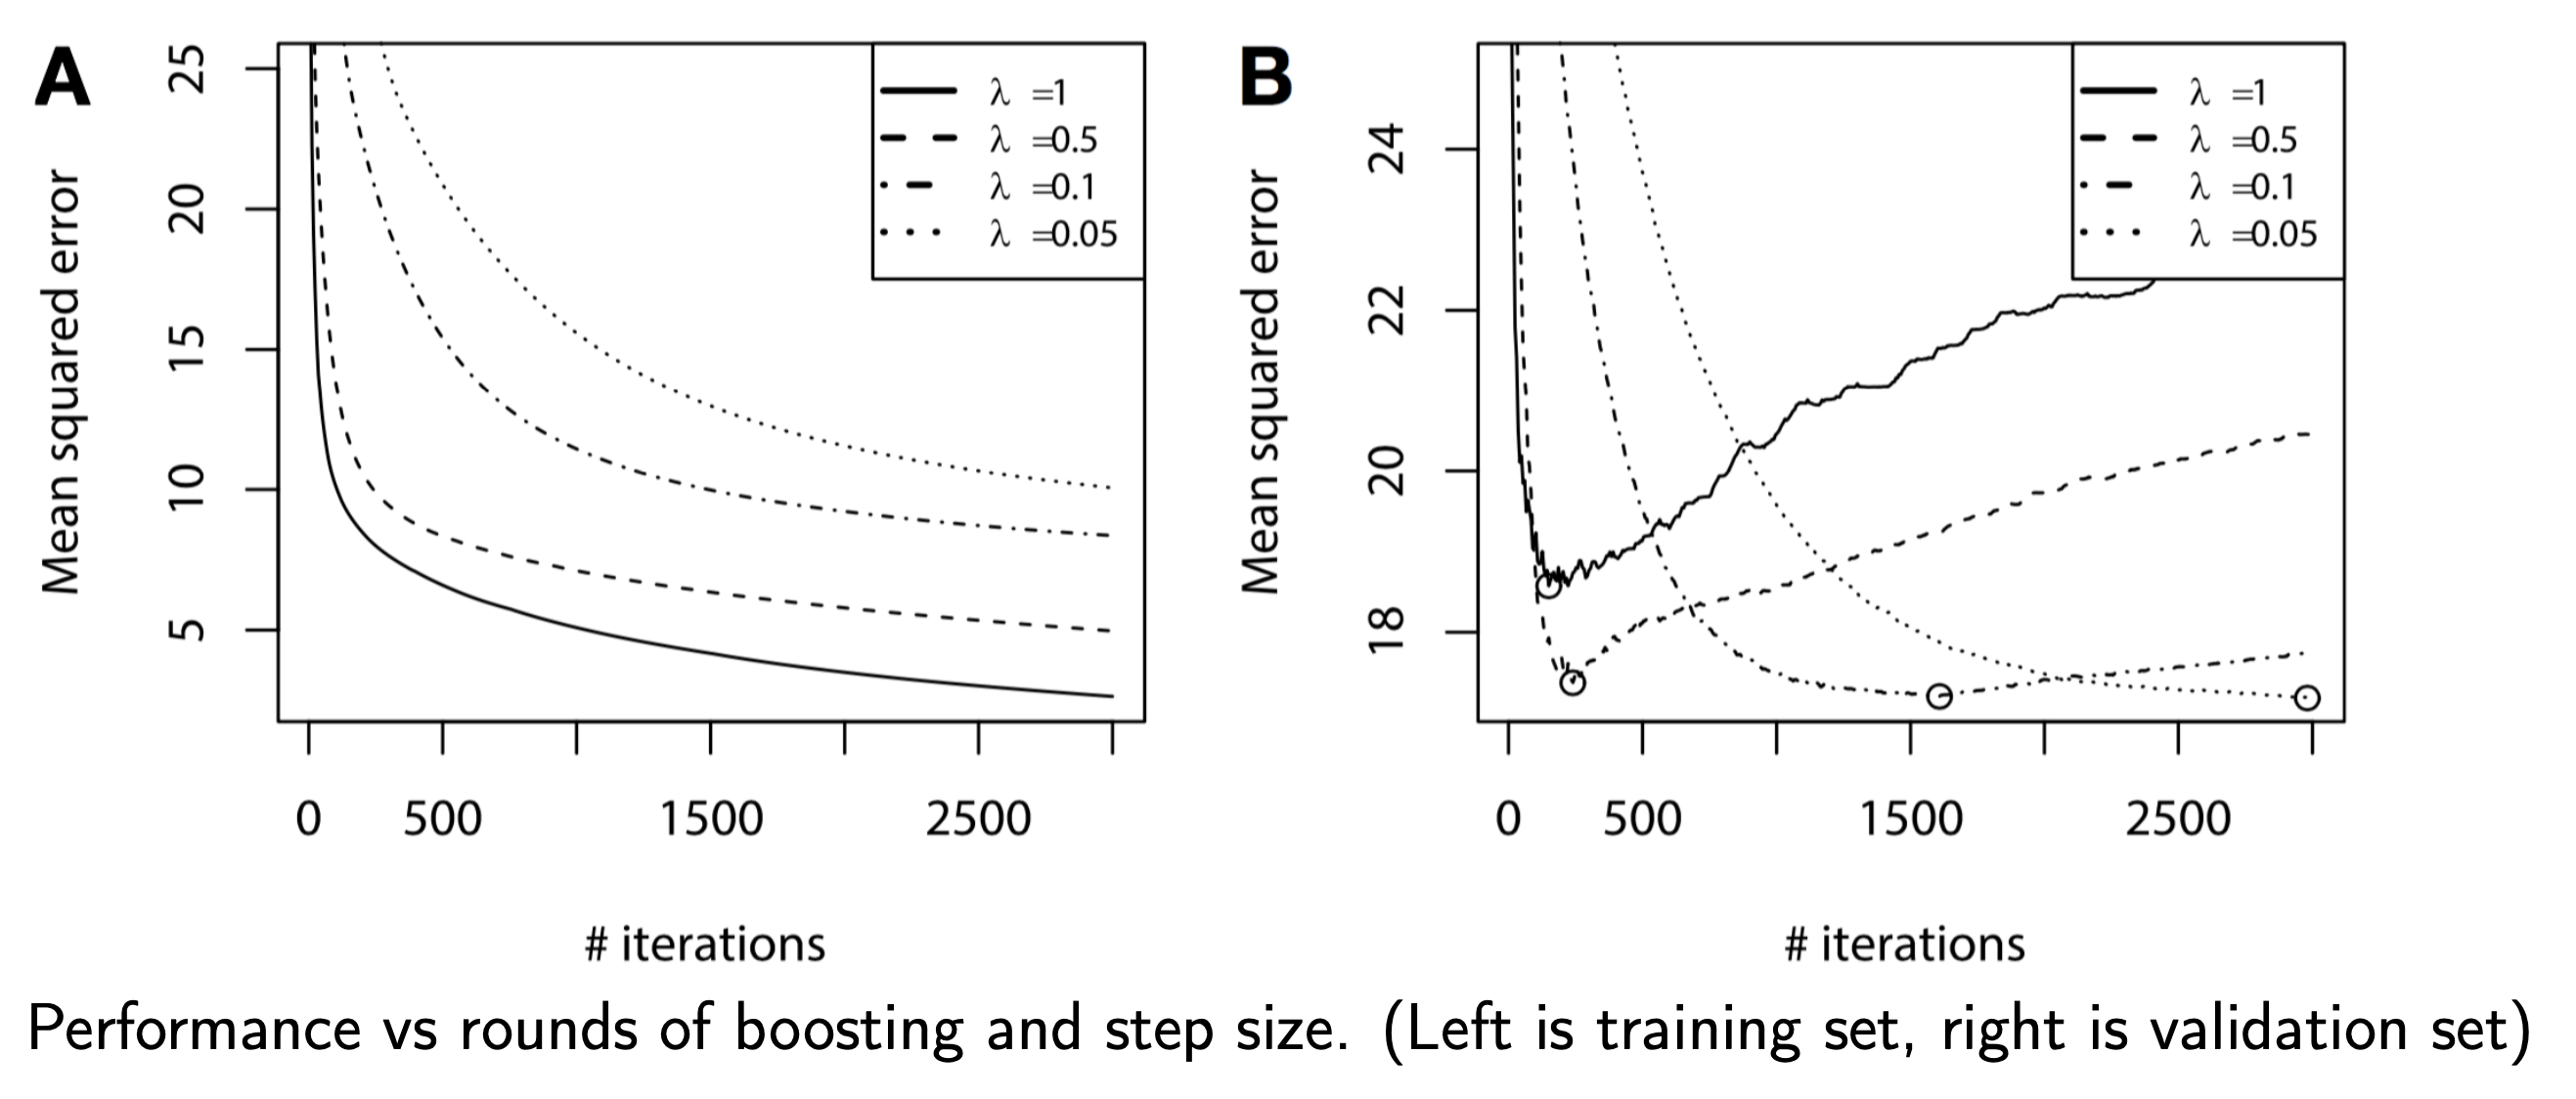 A
Mean squared error
25
20
15
10
5
λ =1
λ =0.5
λ =0.1
λ =0.05
0 500 1500 2500
# iterations
B
Mean squared error
24
22
20
18
λ =1
λ =0.5
λ =0.1
λ =0.05
0 500 1500 2500
# iterations
Performance vs rounds of boosting and step size. (Left is training set, right is validation set)